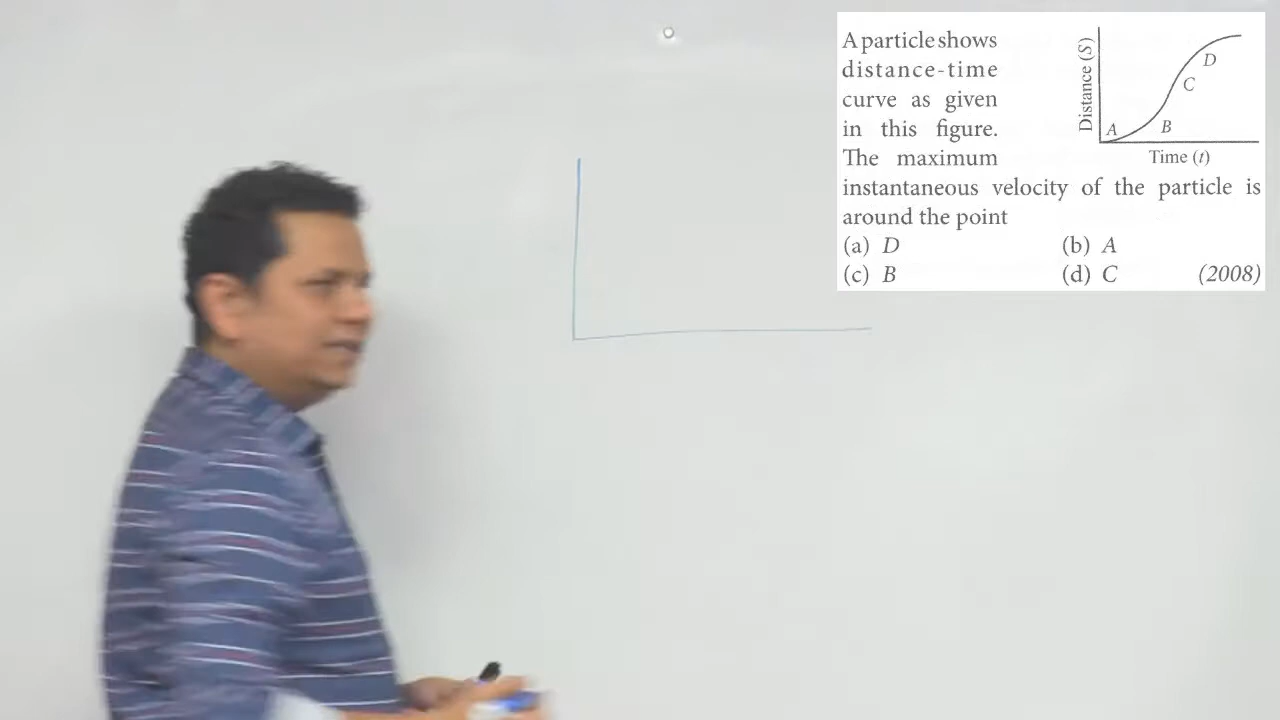 A particle shows
distance-time
curve as given
in this figure.
The maximum
instantaneous velocity of the particle is
around the point
(a) D
(b) A
(c) B
(d) C
(2008)
Distance (S)
A
B
C
D
Time (t)